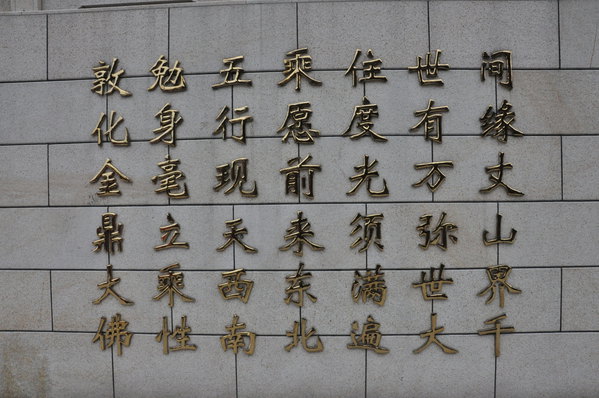 敦勉五乘住世间
化身行愿度有缘
金毫现前光万丈
鼎立天来须弥山
大乘西东满世界
佛性南北遍大千